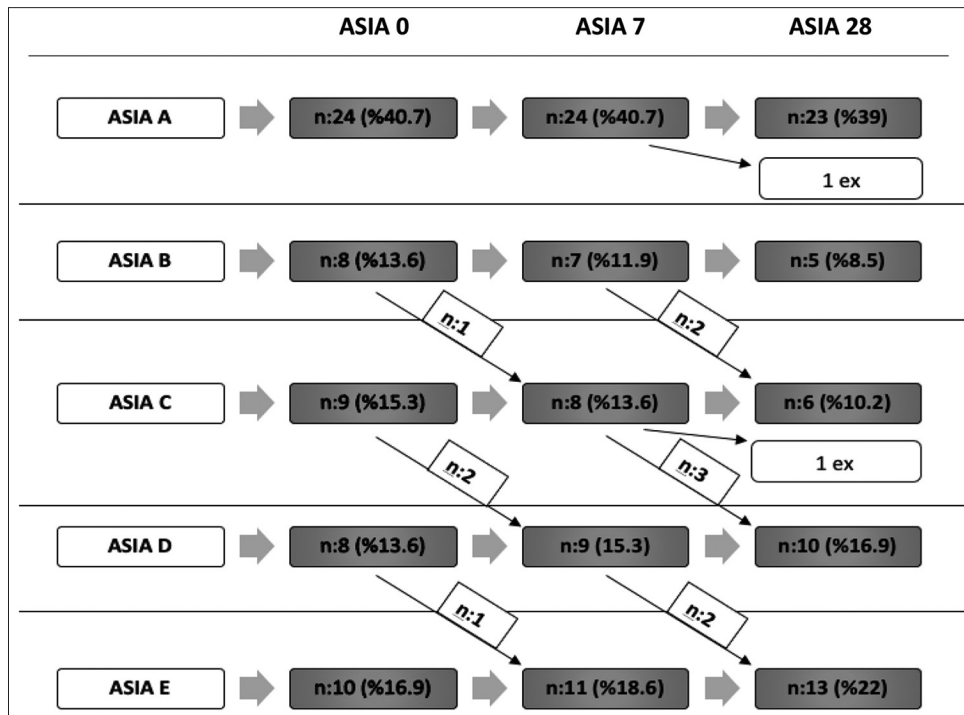 ASIA 0 ASIA 7 ASIA 28
ASIA A n:24 (%40.7) n:24 (%40.7) n:23 (%39)
1 ex
ASIA B n:8 (%13.6) n:7 (%11.9) n:5 (%8.5)
n:1 n:2
ASIA C n:9 (%15.3) n:8 (%13.6) n:6 (%10.2)
1 ex
n:2 n:3
ASIA D n:8 (%13.6) n:9 (15.3) n:10 (%16.9)
n:1 n:2
ASIA E n:10 (%16.9) n:11 (%18.6) n:13 (%22)